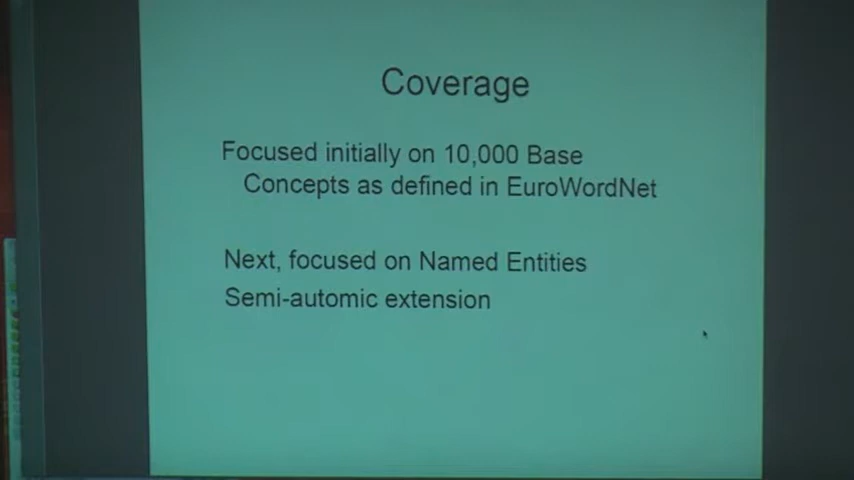 Coverage
Focused initially on 10,000 Base
Concepts as defined in EuroWordNet
Next, focused on Named Entities
Semi-automic extension